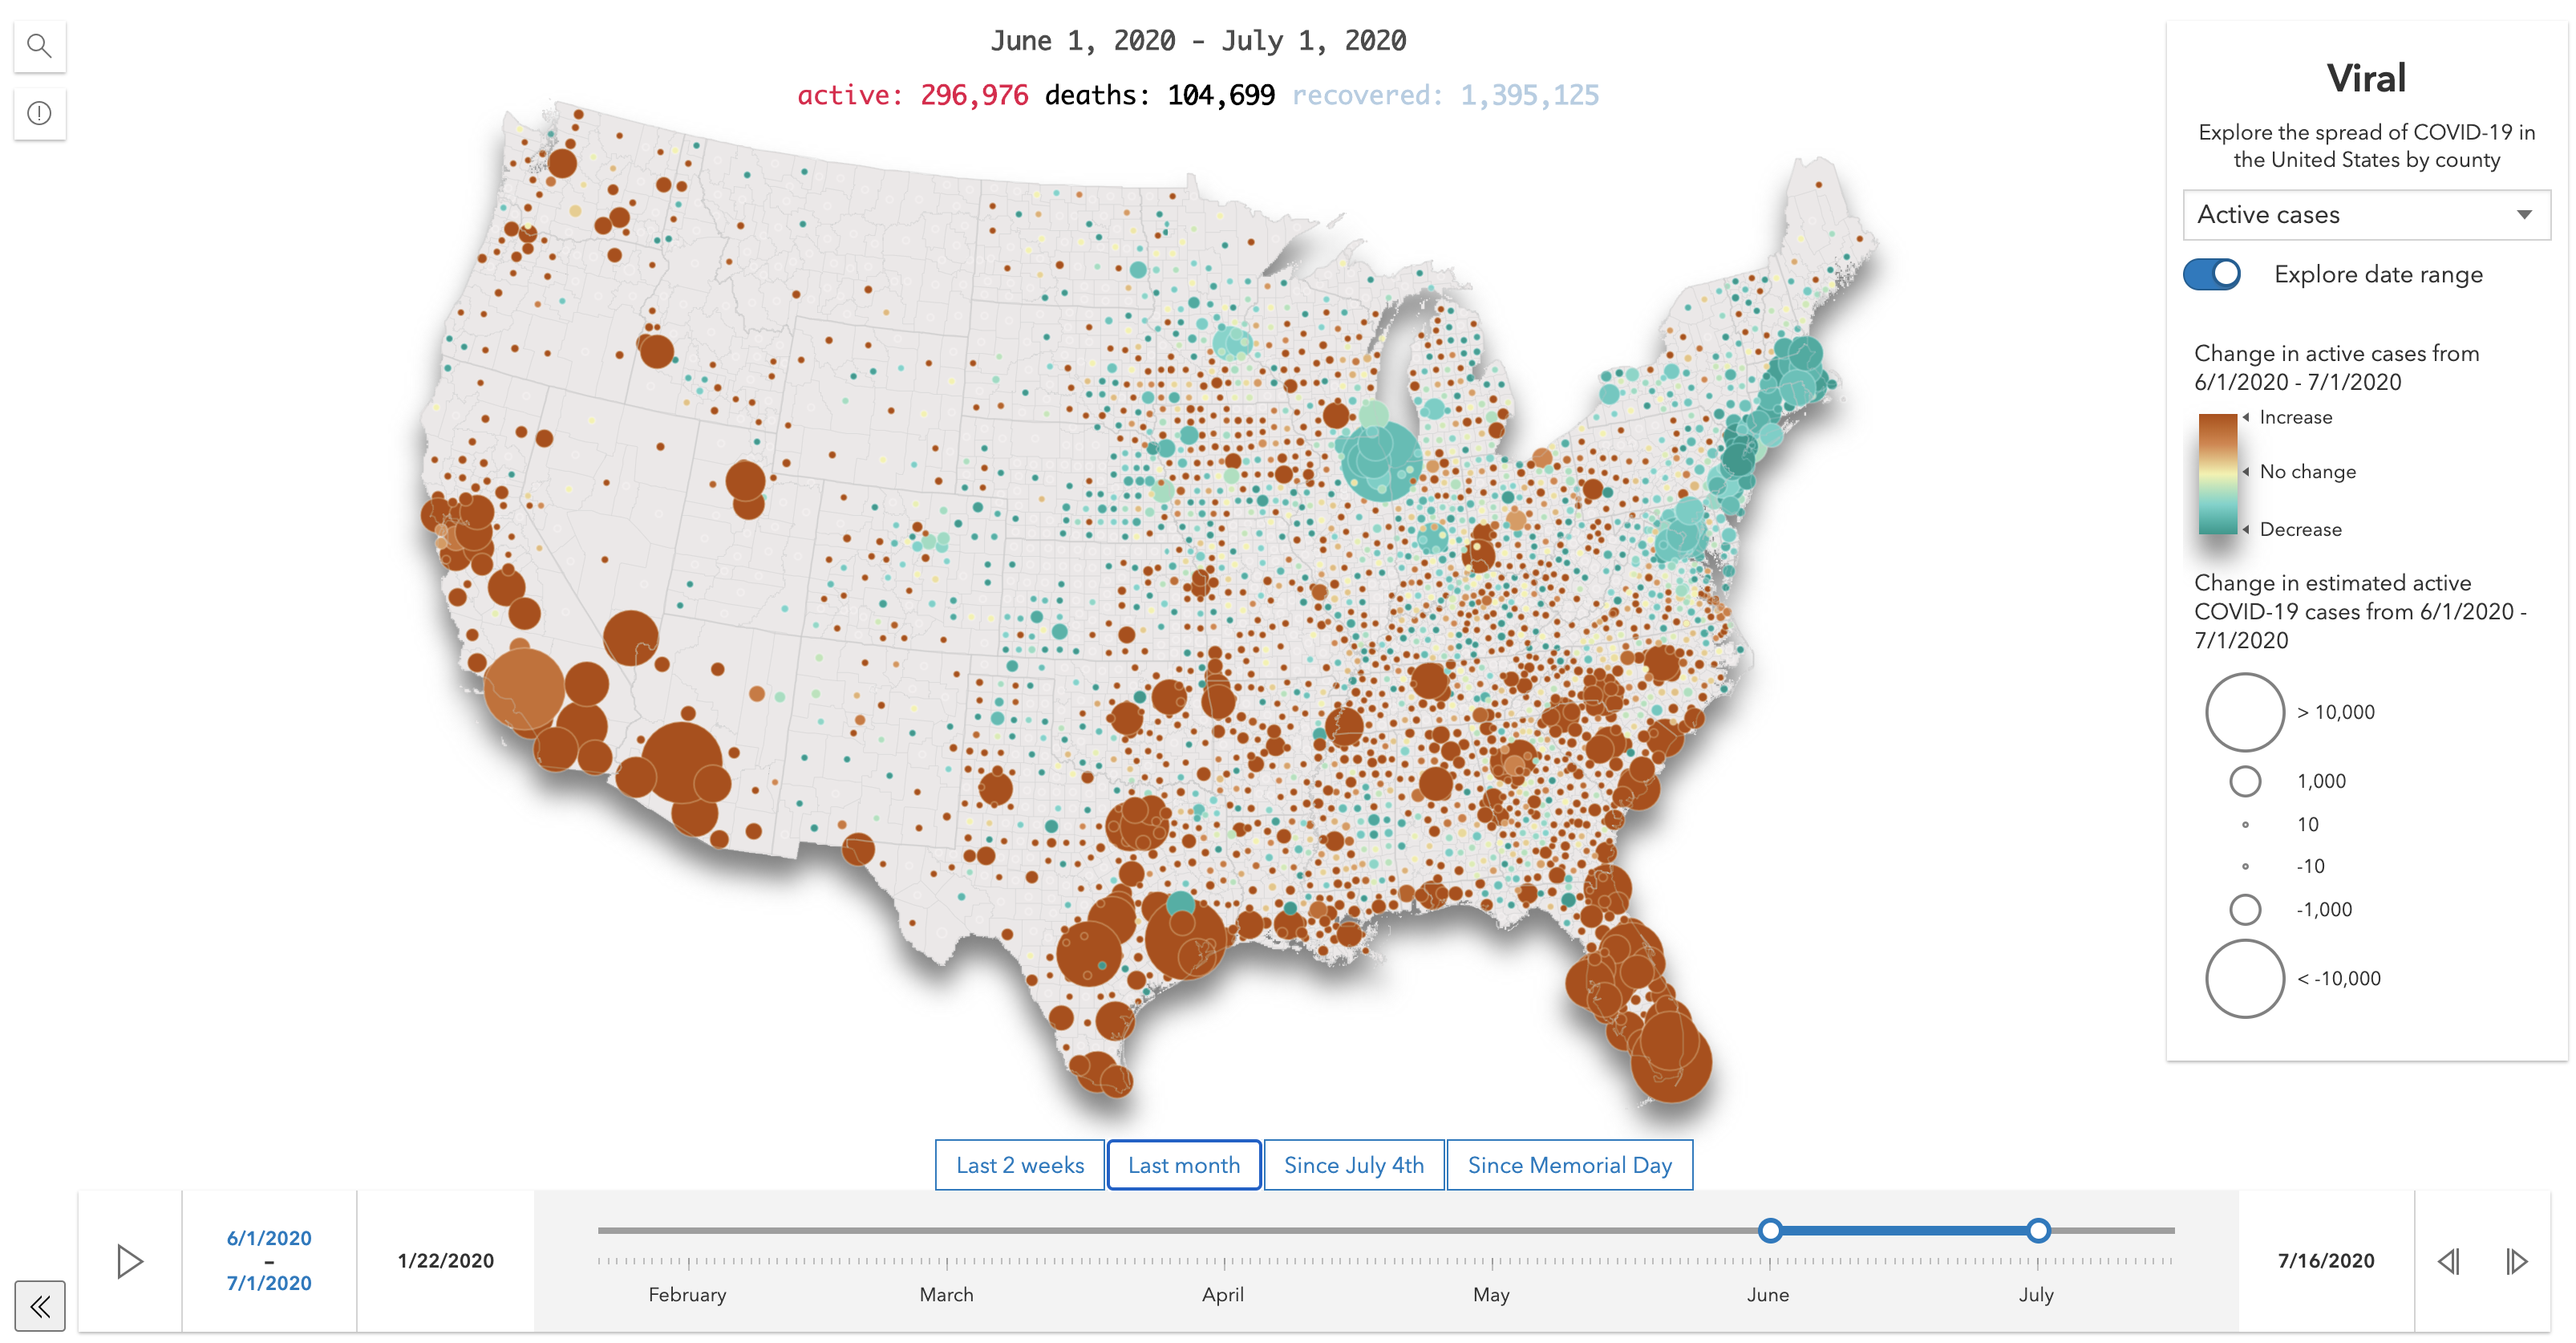 June 1, 2020 - July 1, 2020
active: 296,976 deaths: 104,699 recovered: 1,395,125
Viral
Explore the spread of COVID-19 in
the United States by county
Active cases
Explore date range
Change in active cases from
6/1/2020 - 7/1/2020
Increase
No change
Decrease
Change in estimated active
COVID-19 cases from 6/1/2020 -
7/1/2020
> 10,000
1,000
10
-10
-1,000
< -10,000
Last 2 weeks
Last month
Since July 4th
Since Memorial Day
6/1/2020
–
7/1/2020
1/22/2020
February
March
April
May
June
July
7/16/2020